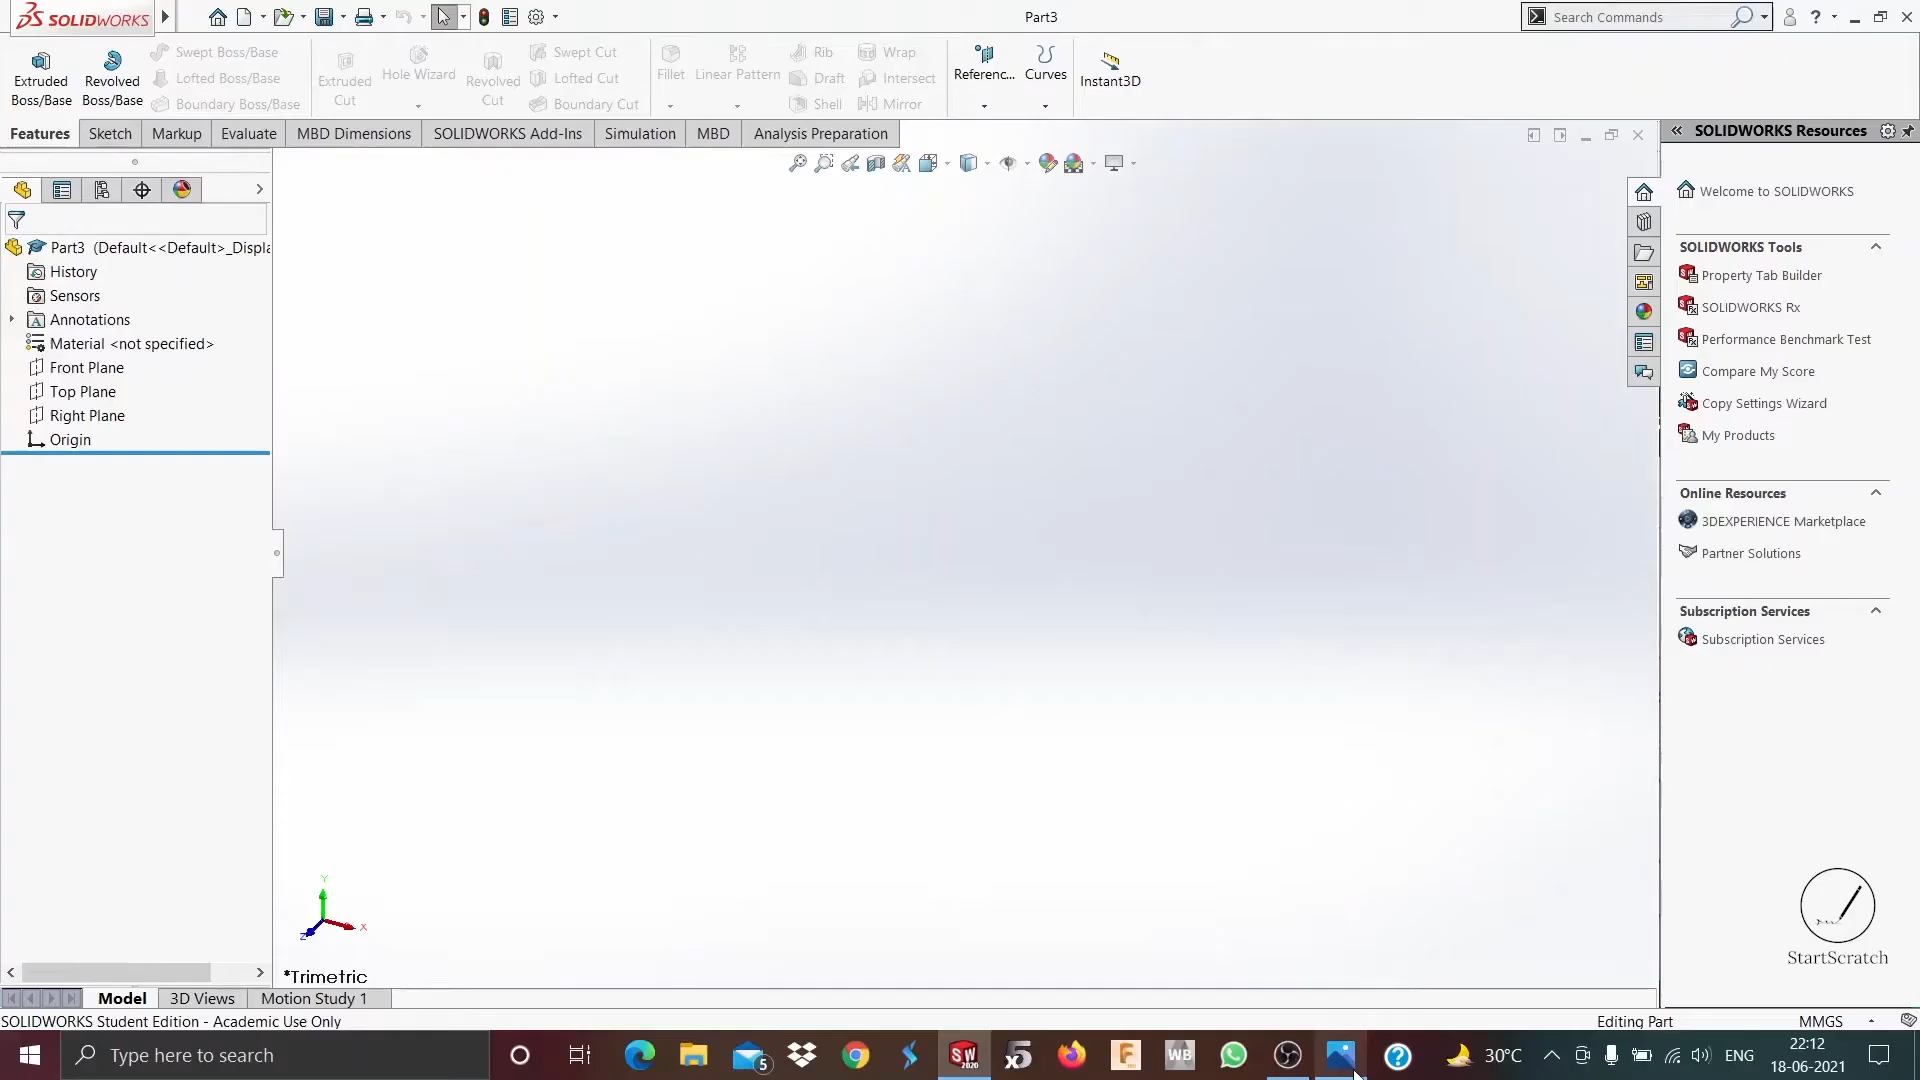 SOLIDWORKS
Part3
Search Commands
?
Extruded
Boss/Base
Revolved
Boss/Base
Swept Boss/Base
Lofted Boss/Base
Boundary Boss/Base
Extruded
Cut
Hole Wizard
Revolved
Cut
Swept Cut
Lofted Cut
Boundary Cut
Fillet
Linear Pattern
Rib
Draft
Shell
Wrap
Intersect
Mirror
Referenc...
Curves
Instant3D
Features
Sketch
Markup
Evaluate
MBD Dimensions
SOLIDWORKS Add-Ins
Simulation
MBD
Analysis Preparation
SOLIDWORKS Resources
Part3 (Default<<Default>_Displa
History
Sensors
Annotations
Material <not specified>
Front Plane
Top Plane
Right Plane
Origin
Welcome to SOLIDWORKS
SOLIDWORKS Tools
Property Tab Builder
SOLIDWORKS Rx
Performance Benchmark Test
Compare My Score
Copy Settings Wizard
My Products
Online Resources
3DEXPERIENCE Marketplace
Partner Solutions
Subscription Services
Subscription Services
StartScratch
Y
X
Z
*Trimetric
Model
3D Views
Motion Study 1
SOLIDWORKS Student Edition - Academic Use Only
Editing Part
MMGS
Type here to search
5
SW
2020
x5
F
WB
?
30°C
ENG
22:12
18-06-2021